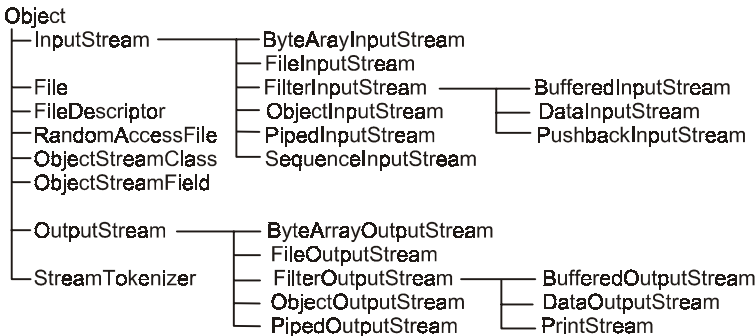 Object
InputStream ByteArayInputStream
FileInputStream
File FilterInputStream BufferedInputStream
FileDescriptor ObjectInputStream DataInputStream
RandomAccessFile PipedInputStream PushbackInputStream
ObjectStreamClass SequenceInputStream
ObjectStreamField
OutputStream ByteArrayOutputStream
FileOutputStream
StreamTokenizer FilterOutputStream BufferedOutputStream
ObjectOutputStream DataOutputStream
PipedOutputStream PrintStream